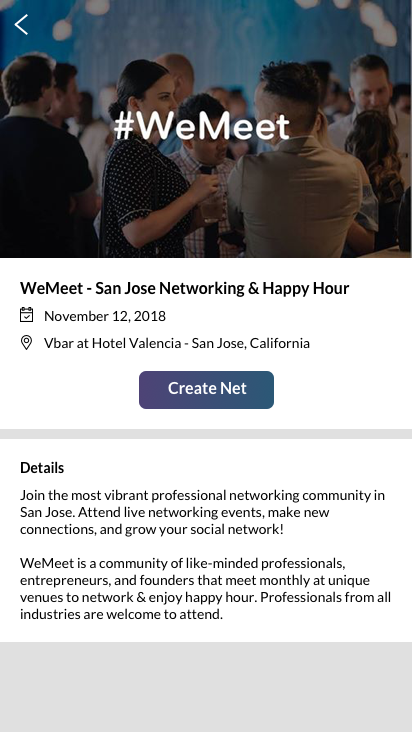 #WeMeet
WeMeet - San Jose Networking & Happy Hour
November 12, 2018
Vbar at Hotel Valencia - San Jose, California
Create Net
Details
Join the most vibrant professional networking community in
San Jose. Attend live networking events, make new
connections, and grow your social network!
WeMeet is a community of like-minded professionals,
entrepreneurs, and founders that meet monthly at unique
venues to network & enjoy happy hour. Professionals from all
industries are welcome to attend.